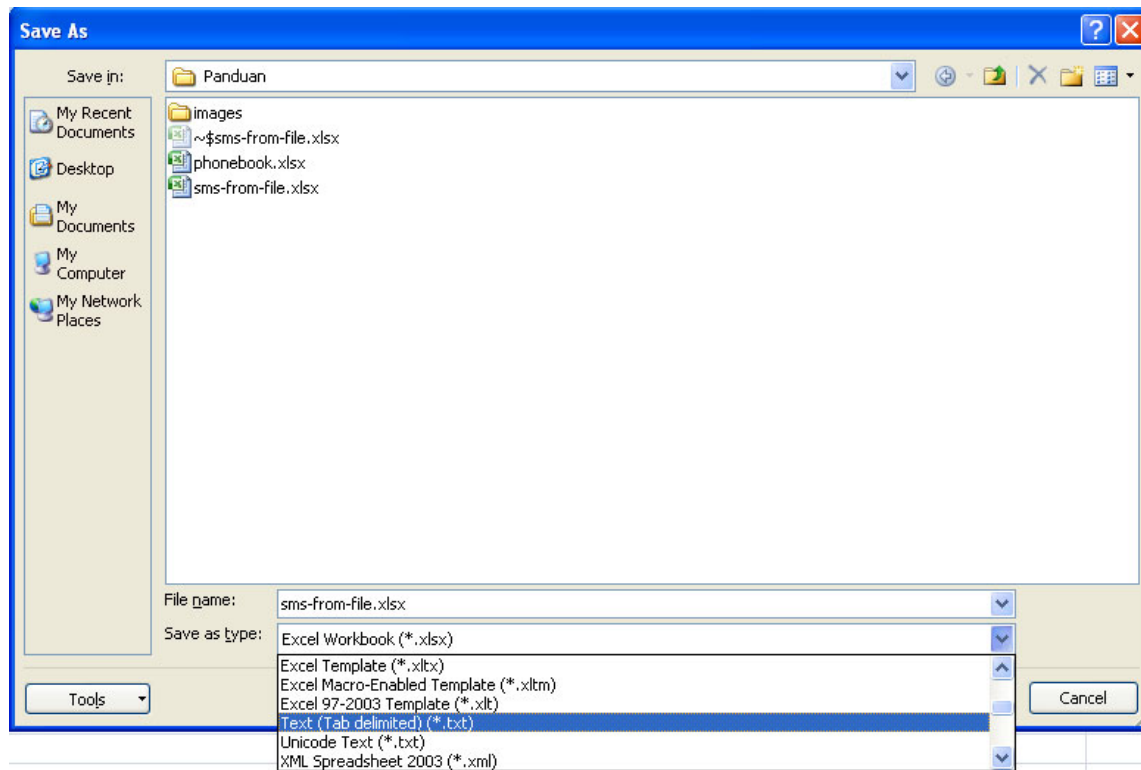 Save As
Save in:
Panduan
My Recent
Documents
Desktop
My
Documents
My
Computer
My Network
Places
images
~$sms-from-file.xlsx
phonebook.xlsx
sms-from-file.xlsx
File name:
sms-from-file.xlsx
Save as type:
Excel Workbook (*.xlsx)
Excel Template (*.xltx)
Excel Macro-Enabled Template (*.xltm)
Excel 97-2003 Template (*.xlt)
Text (Tab delimited) (*.txt)
Unicode Text (*.txt)
XML Spreadsheet 2003 (*.xml)
Tools
Cancel